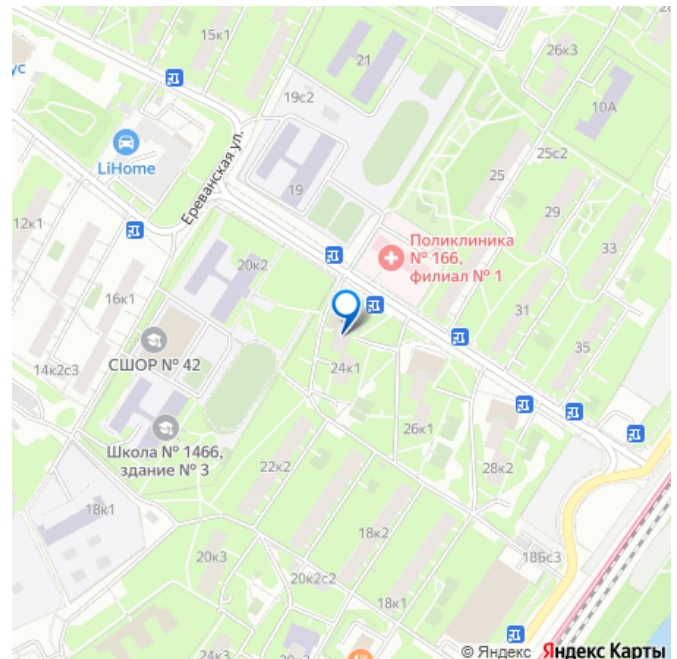 26к3
15к1
21
ус
10А
19с2
LiHome
25с2
Ереванская ул.
25
19
29
12к1
33
Поликлиника
№ 166,
филиал № 1
20к2
16к1
31
35
СШОР № 42
14к2с3
24к1
26к1
Школа № 1466,
здание № 3
22к2
28к2
18к1
18к2
20к3
18Бс3
20к2с2
18к1
24к3
© Яндекс Яндекс Карты